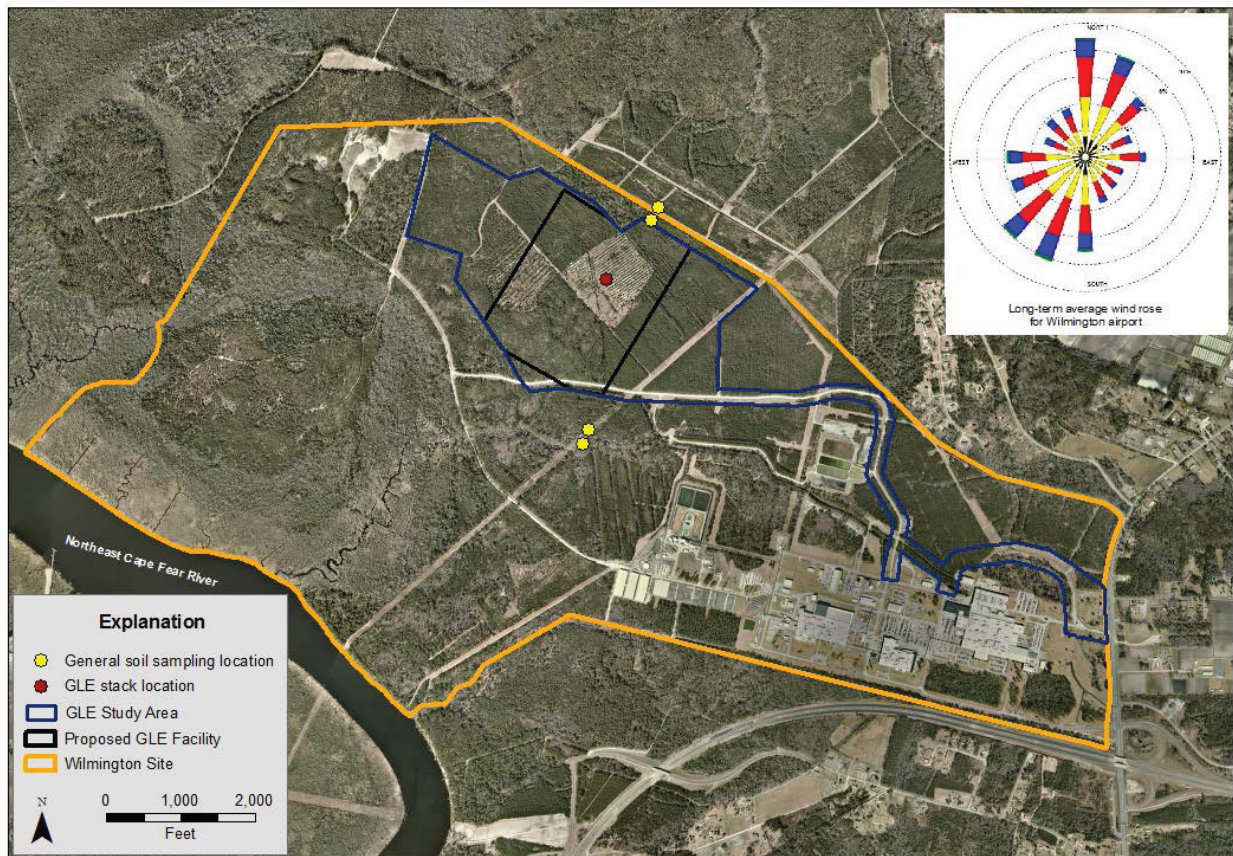 NORTH
WEST
EAST
SOUTH
Long-term average wind rose
for Wilmington airport
Northeast Cape Fear River
Explanation
General soil sampling location
GLE stack location
GLE Study Area
Proposed GLE Facility
Wilmington Site
N
0 1,000 2,000
Feet